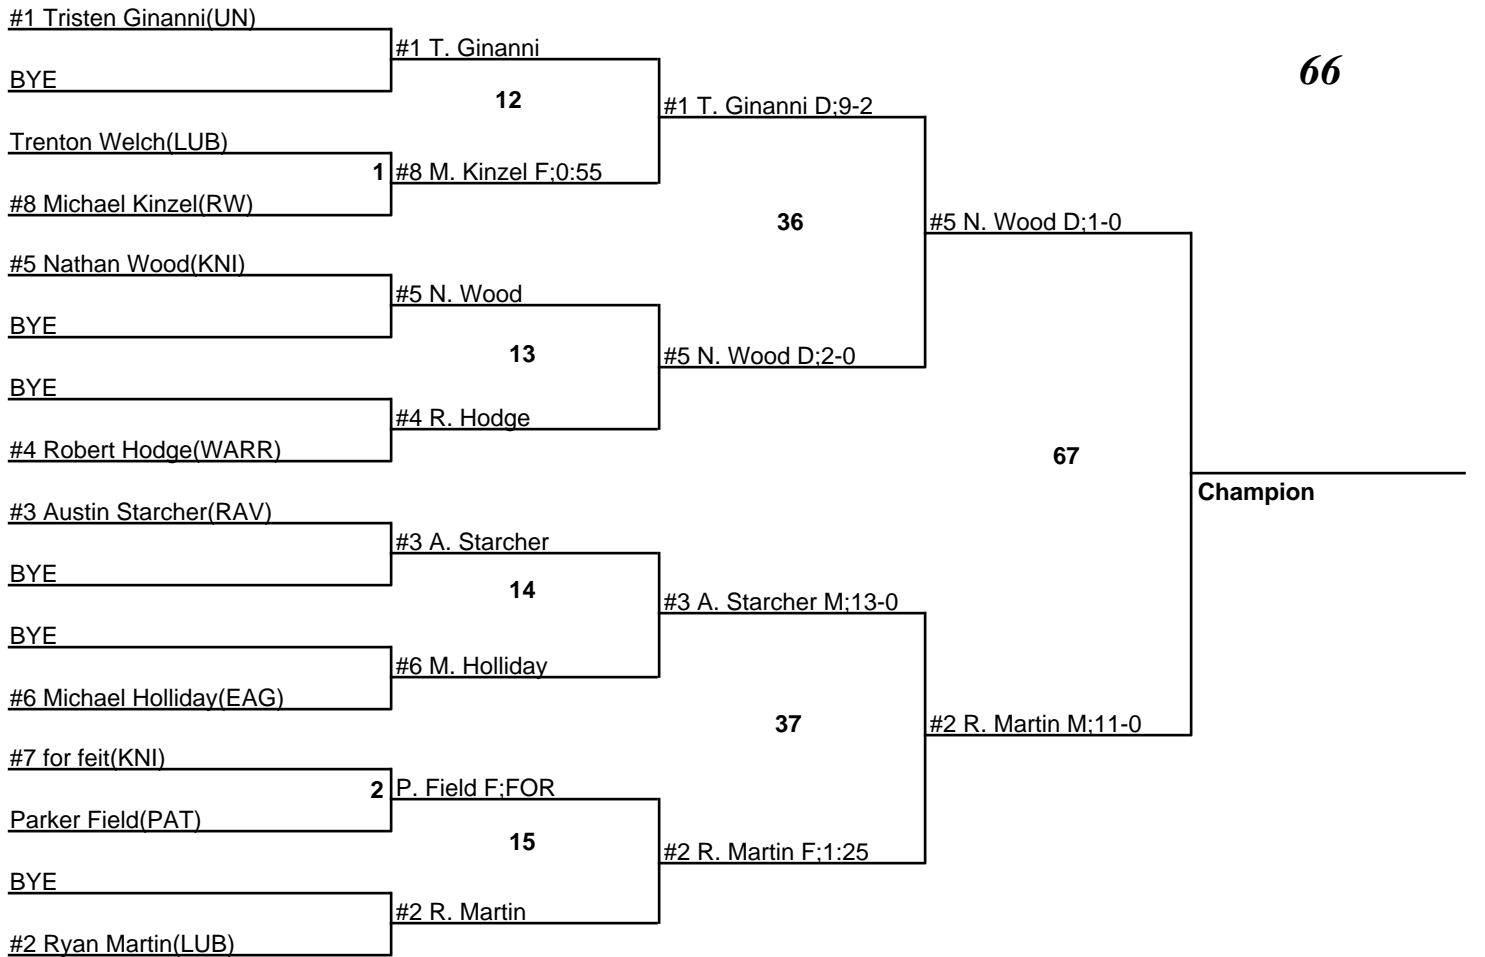 #1 Tristen Ginanni(UN)
#1 T. Ginanni
66
BYE
12
#1 T. Ginanni D;9-2
Trenton Welch(LUB)
1
#8 M. Kinzel F;0:55
#8 Michael Kinzel(RW)
36
#5 N. Wood D;1-0
#5 Nathan Wood(KNI)
#5 N. Wood
BYE
13
#5 N. Wood D;2-0
BYE
#4 R. Hodge
#4 Robert Hodge(WARR)
67
Champion
#3 Austin Starcher(RAV)
#3 A. Starcher
BYE
14
#3 A. Starcher M;13-0
BYE
#6 M. Holliday
#6 Michael Holliday(EAG)
37
#2 R. Martin M;11-0
#7 for feit(KNI)
2
P. Field F;FOR
Parker Field(PAT)
15
#2 R. Martin F;1:25
BYE
#2 R. Martin
#2 Ryan Martin(LUB)